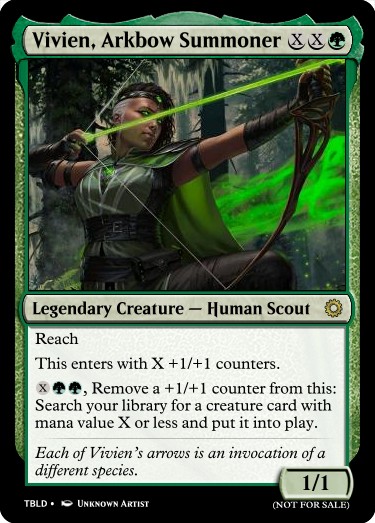 Vivien, Arkbow Summoner XX
Legendary Creature — Human Scout
Reach
This enters with X +1/+1 counters.
X, Remove a +1/+1 counter from this:
Search your library for a creature card with
mana value X or less and put it into play.
Each of Vivien's arrows is an invocation of a
different species.
1/1
TBLD • Unknown Artist
(NOT FOR SALE)